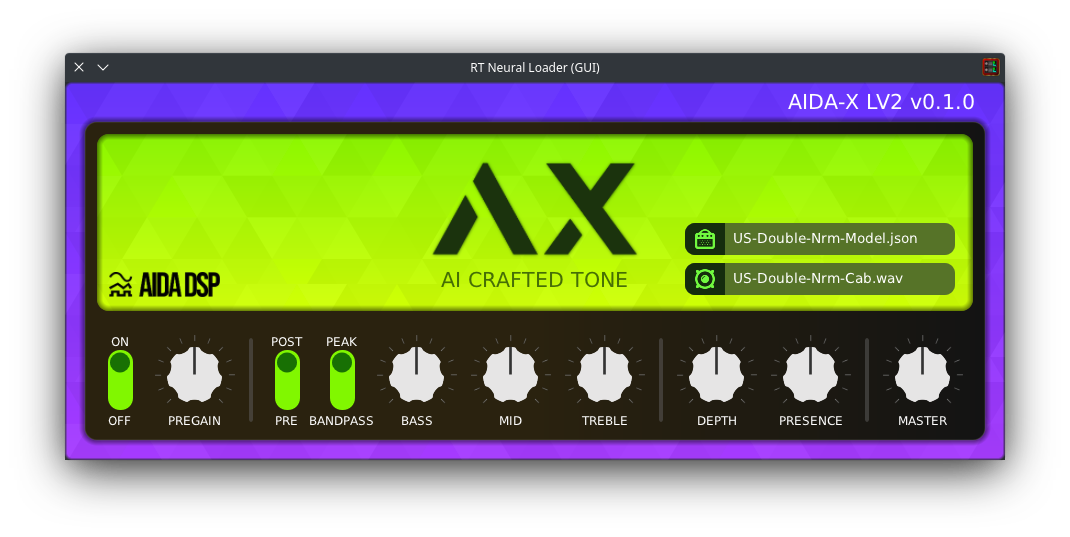 RT Neural Loader (GUI)
AIDA-X LV2 v0.1.0
AX
AI CRAFTED TONE
US-Double-Nrm-Model.json
US-Double-Nrm-Cab.wav
AIDA DSP
ON
OFF
PREGAIN
POST
PRE
PEAK
BANDPASS
BASS
MID
TREBLE
DEPTH
PRESENCE
MASTER